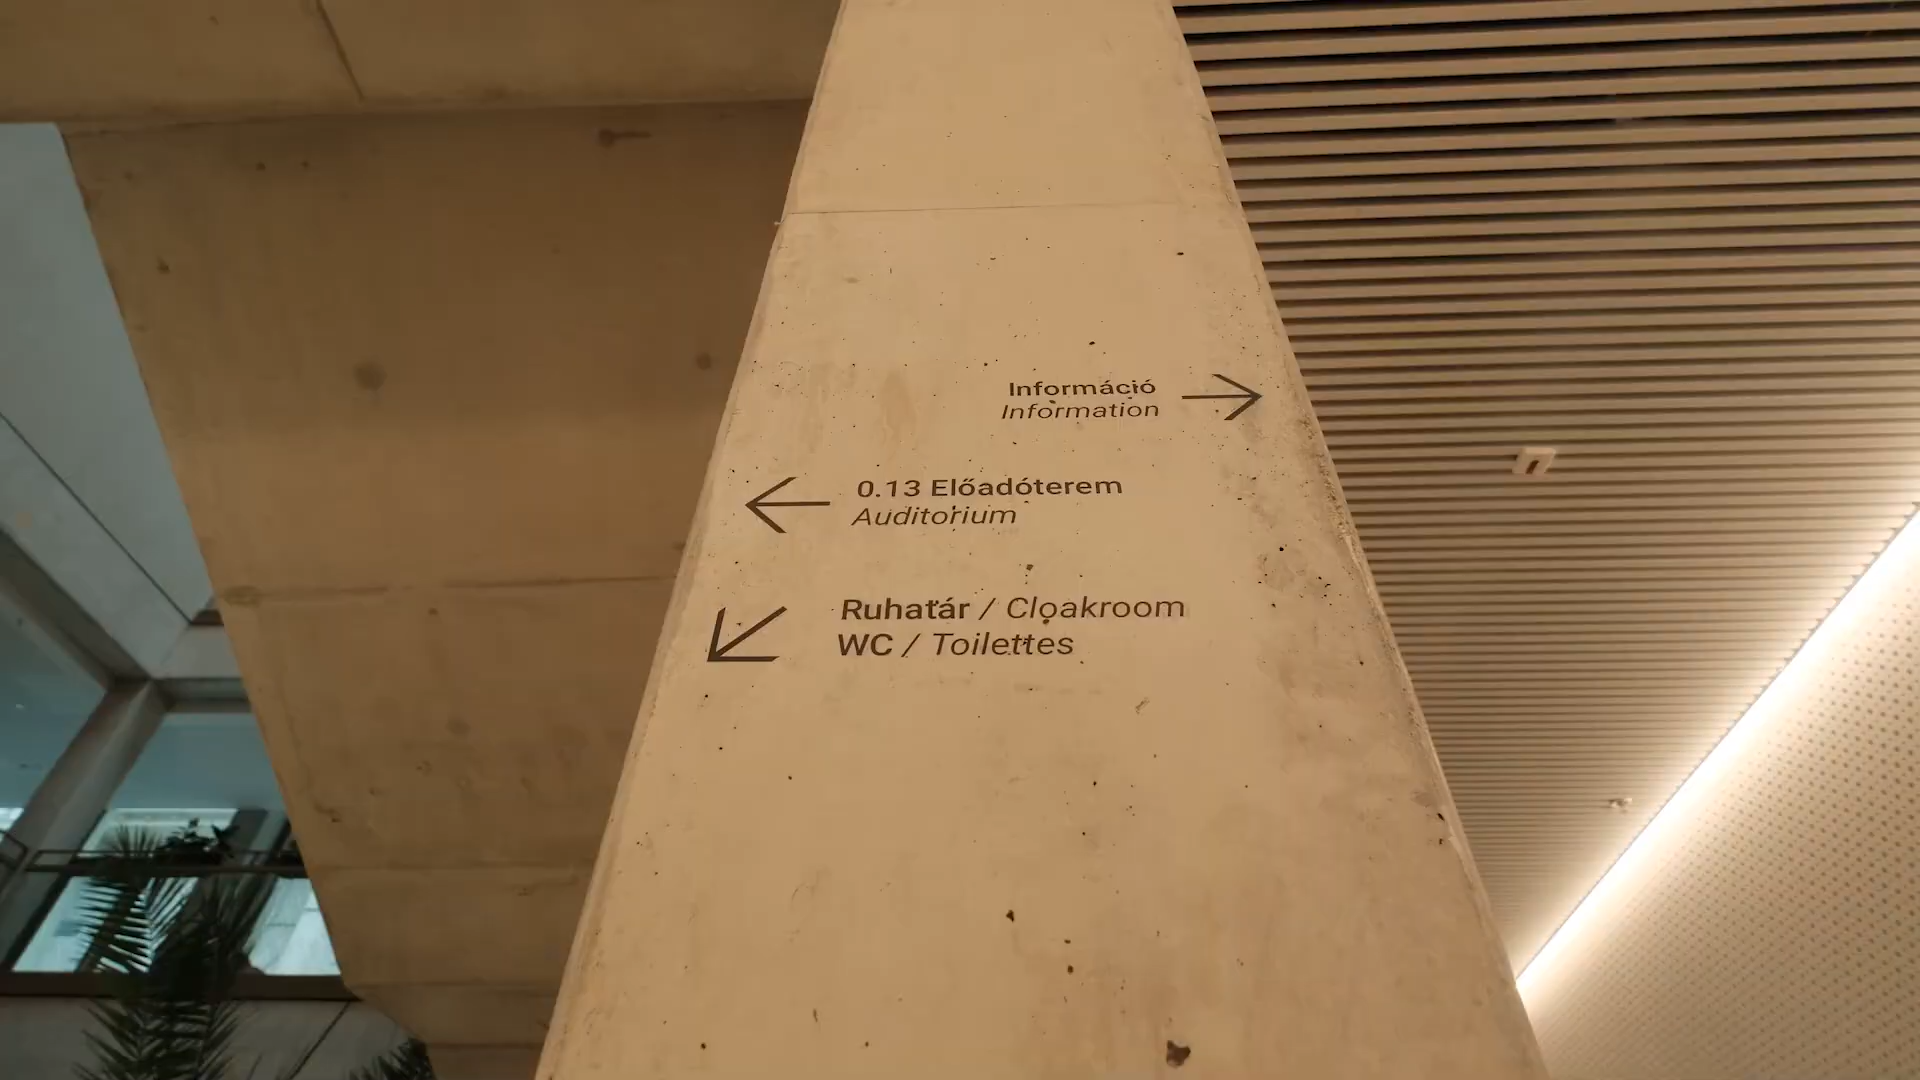 Információ
Information
0.13 Előadóterem
Auditorium
Ruhatár / Cloakroom
WC / Toilettes